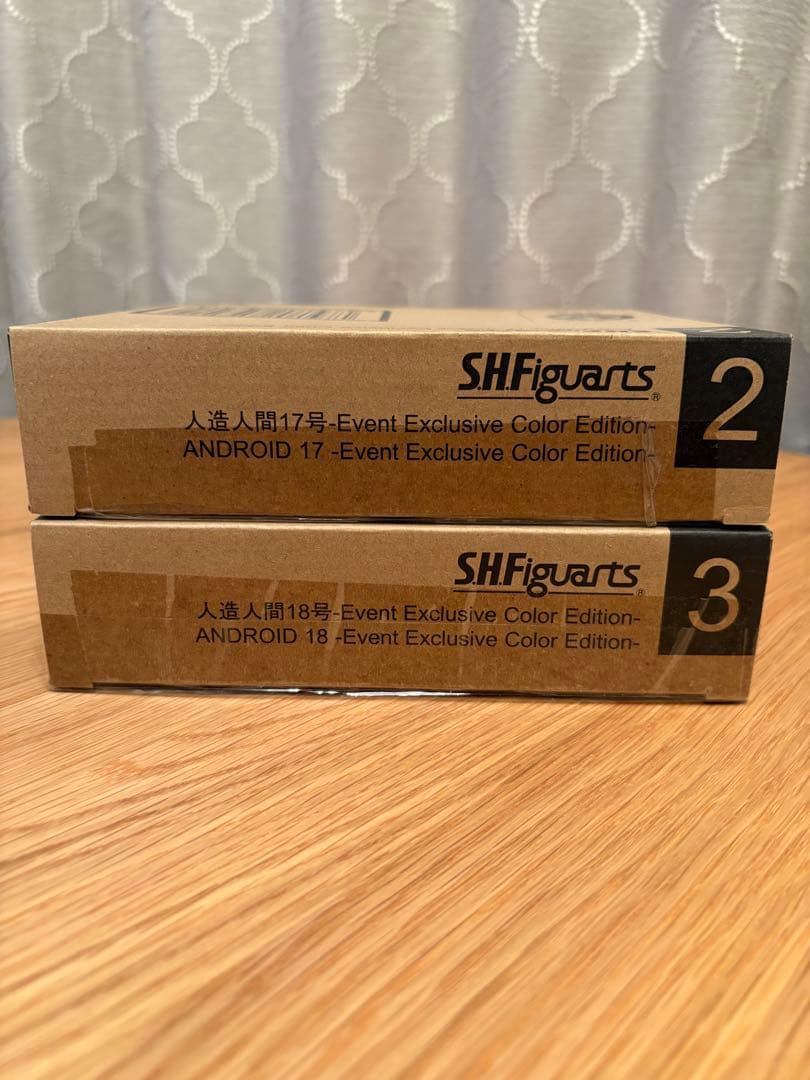 S.H.Figuarts®
人造人間17号-Event Exclusive Color Edition-
ANDROID 17 -Event Exclusive Color Edition-
2
S.H.Figuarts®
人造人間18号-Event Exclusive Color Edition-
ANDROID 18 -Event Exclusive Color Edition-
3